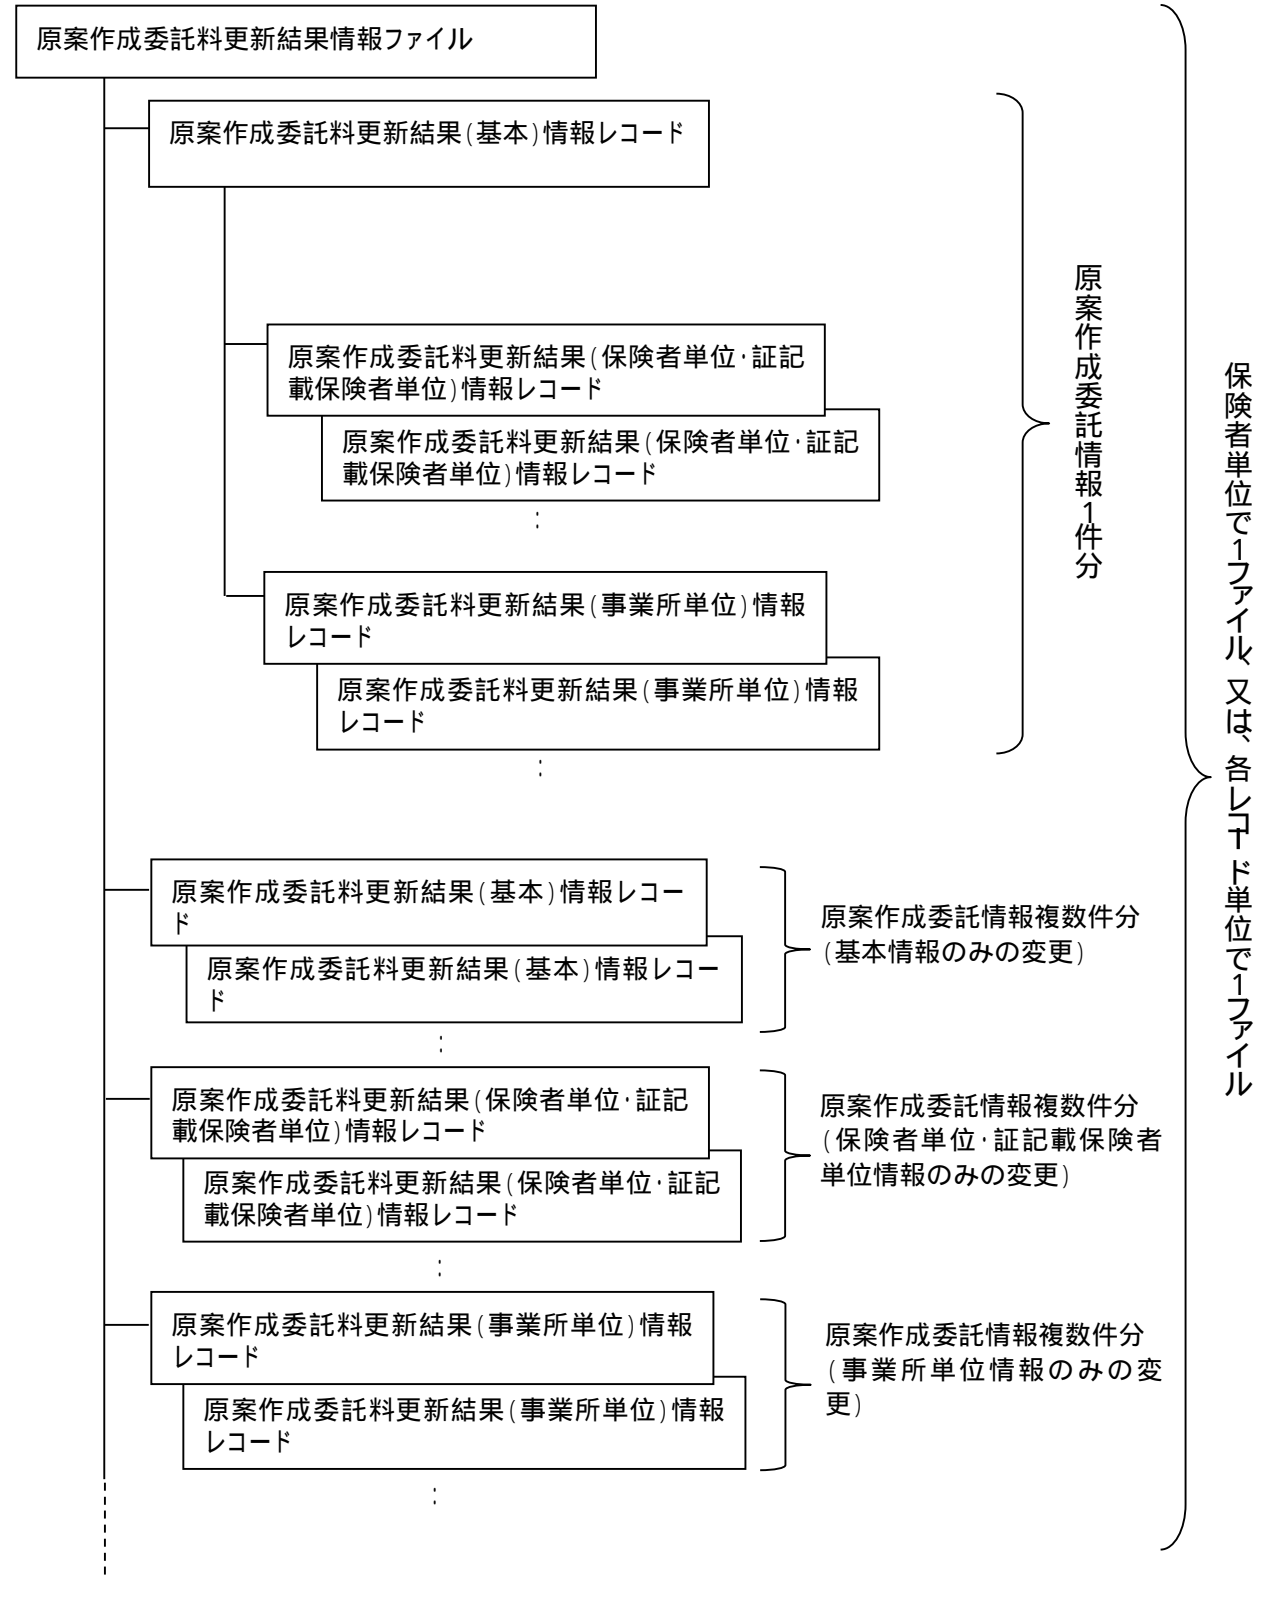 原案作成委託料更新結果情報ファイル
原案作成委託料更新結果(基本)情報レコード
原案作成委託料更新結果(保険者単位・証記
載保険者単位)情報レコード
原案作成委託料更新結果(保険者単位・証記
載保険者単位)情報レコード
:
原案作成委託料更新結果(事業所単位)情報
レコード
原案作成委託料更新結果(事業所単位)情報
レコード
:
原案作成委託情報1件分
原案作成委託料更新結果(基本)情報レコー
ド
原案作成委託料更新結果(基本)情報レコー
ド
:
原案作成委託情報複数件分
(基本情報のみの変更)
原案作成委託料更新結果(保険者単位・証記
載保険者単位)情報レコード
原案作成委託料更新結果(保険者単位・証記
載保険者単位)情報レコード
:
原案作成委託情報複数件分
(保険者単位・証記載保険者
単位情報のみの変更)
原案作成委託料更新結果(事業所単位)情報
レコード
原案作成委託料更新結果(事業所単位)情報
レコード
:
原案作成委託情報複数件分
(事業所単位情報のみの変
更)
保険者単位で1ファイル、又は、各レコード単位で1ファイル